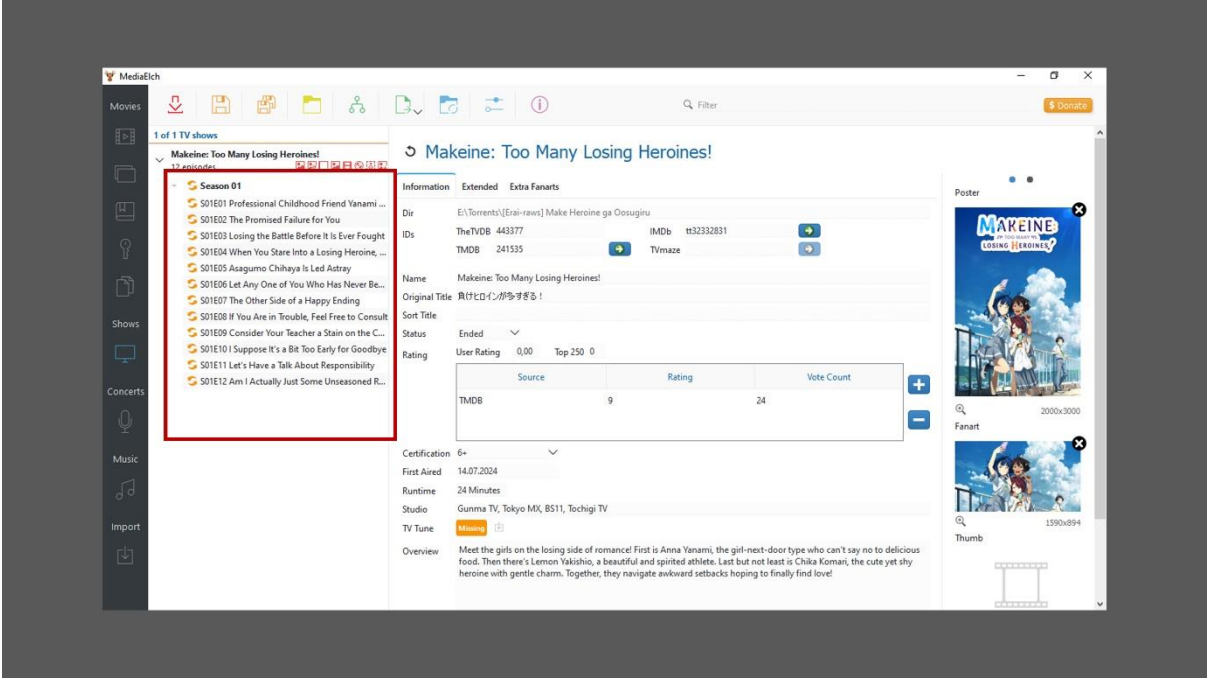 MediaElch
Movies
Filter
$ Donate
1 of 1 TV shows
Makeine: Too Many Losing Heroines!
12 episodes
Season 01
S01E01 Professional Childhood Friend Yanami ...
S01E02 The Promised Failure for You
S01E03 Losing the Battle Before It Is Ever Fought
S01E04 When You Stare Into a Losing Heroine, ...
S01E05 Asagumo Chihaya Is Led Astray
S01E06 Let Any One of You Who Has Never Be...
S01E07 The Other Side of a Happy Ending
S01E08 If You Are in Trouble, Feel Free to Consult
S01E09 Consider Your Teacher a Stain on the C...
S01E10 I Suppose It's a Bit Too Early for Goodbye
S01E11 Let's Have a Talk About Responsibility
S01E12 Am I Actually Just Some Unseasoned R...
Shows
Concerts
Music
Import
Makeine: Too Many Losing Heroines!
Information Extended Extra Fanarts
Dir E:\Torrents\[Erai-raws] Make Heroine ga Oosugiru
IDs TheTVDB 443377 IMDb tt32332831
TMDB 241535 TVmaze
Name Makeine: Too Many Losing Heroines!
Original Title 負けヒロインが多すぎる！
Sort Title
Status Ended
Rating User Rating 0,00 Top 250 0
Source Rating Vote Count
TMDB 9 24
Certification 6+
First Aired 14.07.2024
Runtime 24 Minutes
Studio Gunma TV, Tokyo MX, BS11, Tochigi TV
TV Tune Missing
Overview Meet the girls on the losing side of romance! First is Anna Yanami, the girl-next-door type who can't say no to delicious
food. Then there's Lemon Yakishio, a beautiful and spirited athlete. Last but not least is Chika Komari, the cute yet shy
heroine with gentle charm. Together, they navigate awkward setbacks hoping to finally find love!
Poster
MAKEINE:
TOO MANY
LOSING HEROINES!
2000x3000
Fanart
1590x894
Thumb